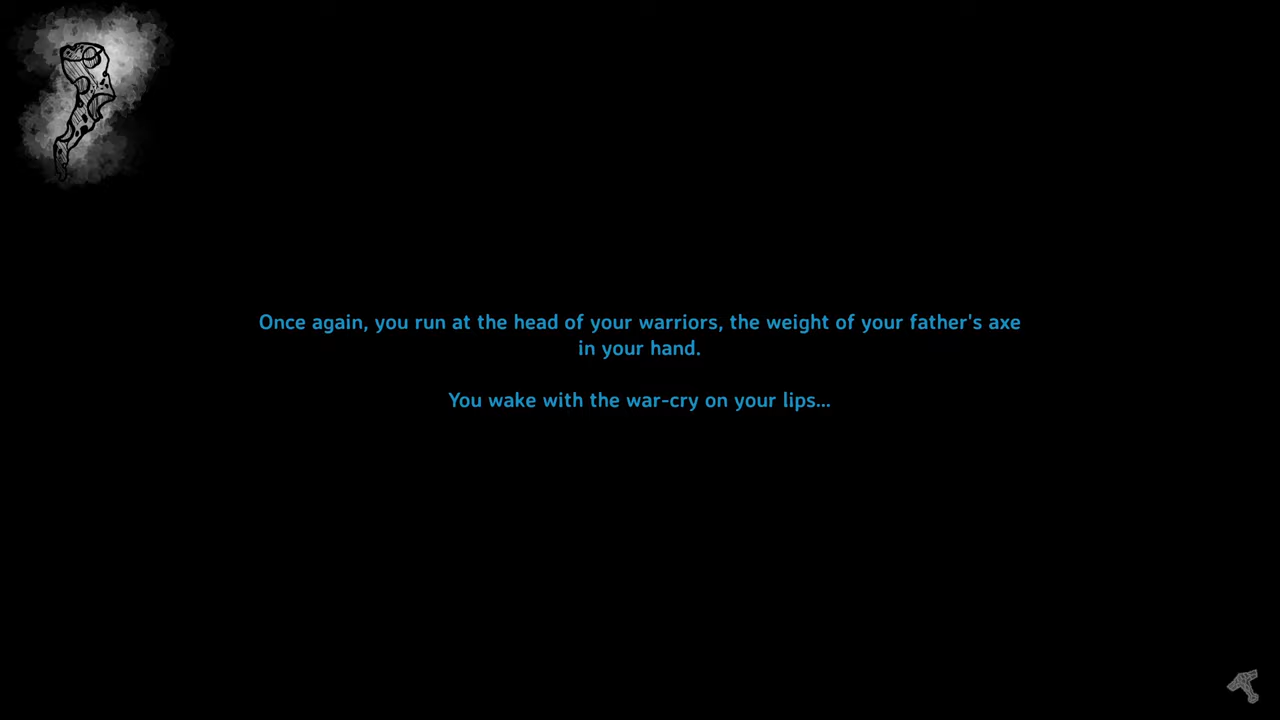 Once again, you run at the head of your warriors, the weight of your father's axe
in your hand.
You wake with the war-cry on your lips...